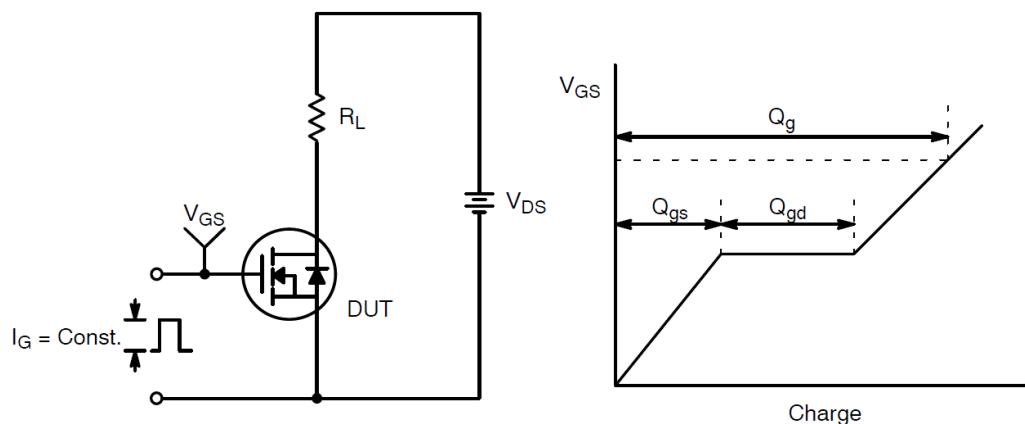 R_L
V_DS
V_GS
DUT
I_G = Const.
V_GS
Q_g
Q_gs
Q_gd
Charge